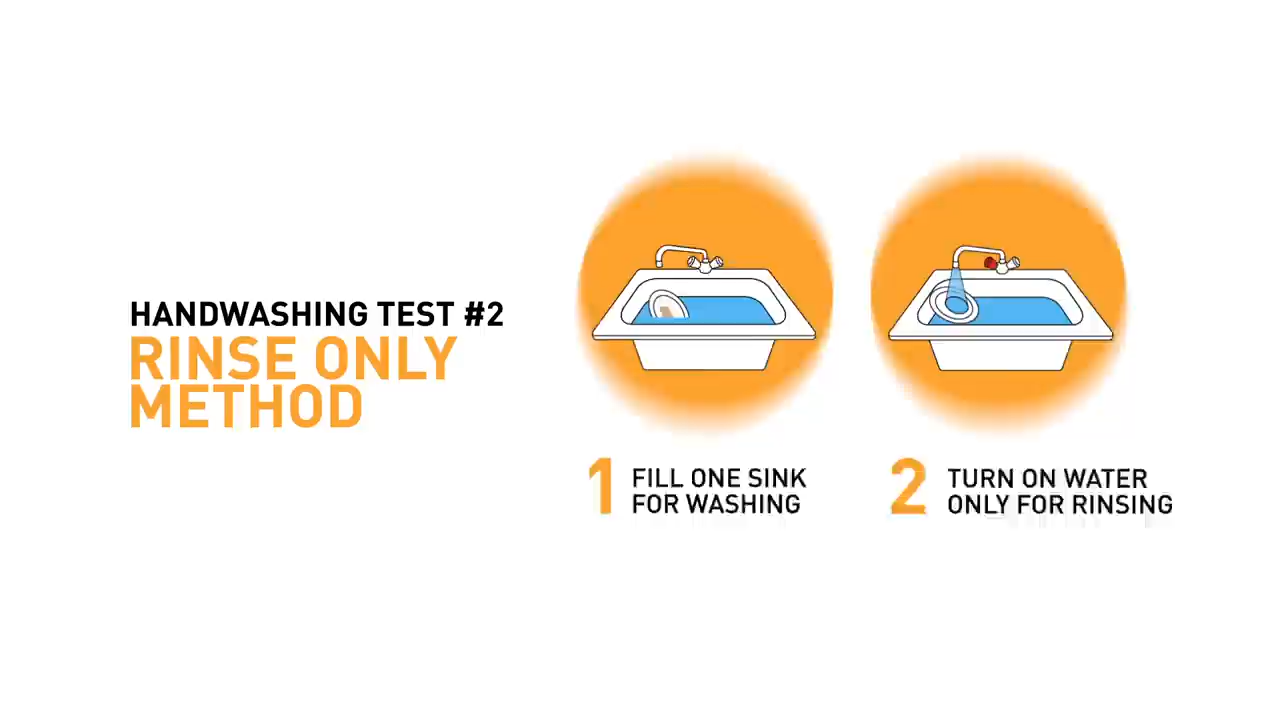 HANDWASHING TEST #2
RINSE ONLY
METHOD
1 FILL ONE SINK
FOR WASHING
2 TURN ON WATER
ONLY FOR RINSING